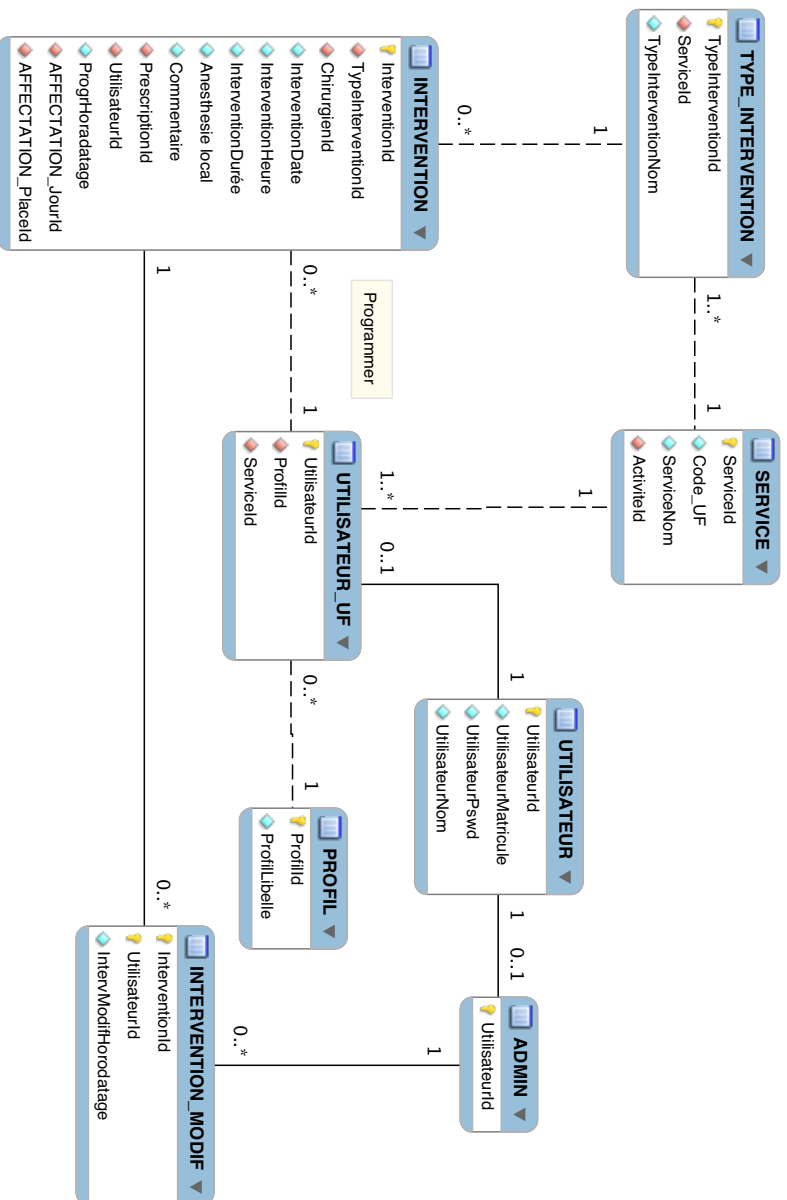 TYPE_INTERVENTION
TypeInterventionId
ServiceId
TypeInterventionNom
1..*
1
SERVICE
ServiceId
Code_UF
ServiceNom
ActiviteId
1
0..*
1
1..*
INTERVENTION
InterventionId
TypeInterventionId
ChirurgienId
InterventionDate
InterventionHeure
InterventionDurée
Anesthesie local
Commentaire
PrescriptionId
UtilisateurId
ProgrHoradatage
AFFECTATION_JourId
AFFECTATION_PlaceId
Programmer
0..*
1
UTILISATEUR_UF
UtilisateurId
ProfilId
ServiceId
0..1
1
UTILISATEUR
UtilisateurId
UtilisateurMatricule
UtilisateurPswd
UtilisateurNom
1
0..1
ADMIN
UtilisateurId
0..*
1
PROFIL
ProfilId
ProfilLibelle
1
0..*
1
0..*
INTERVENTION_MODIF
InterventionId
UtilisateurId
IntervModifHorodatage